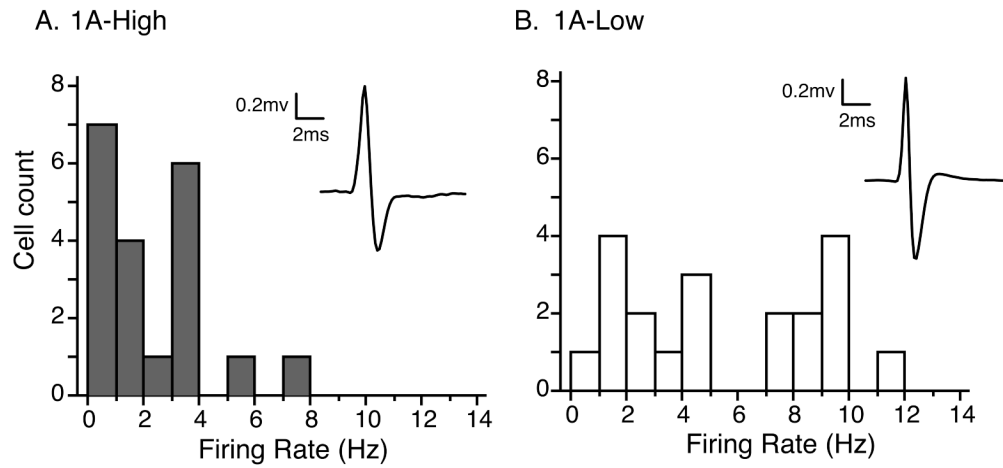 A. 1A-High
8
6
4
2
0
Cell count
0.2mv
2ms
0 2 4 6 8 10 12 14
Firing Rate (Hz)
B. 1A-Low
8
6
4
2
0
0.2mv
2ms
0 2 4 6 8 10 12 14
Firing Rate (Hz)